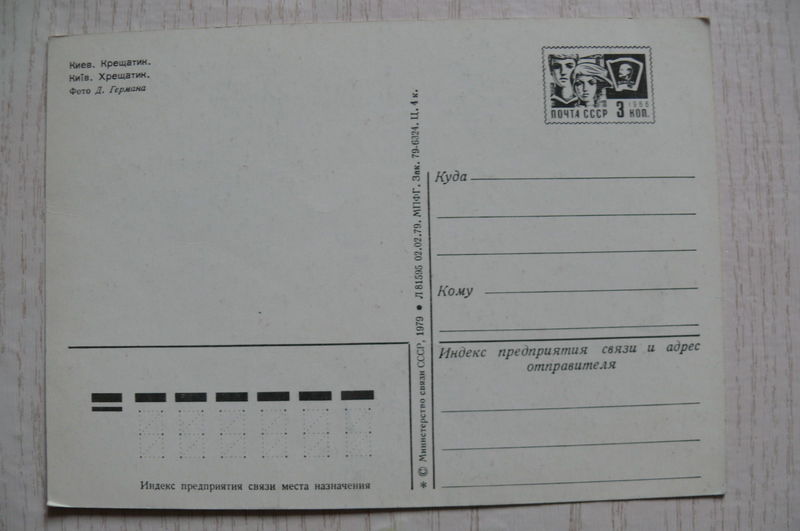 Киев. Крещатик.
Київ. Хрещатик.
Фото Д. Германа
ПОЧТА СССР 3 1966 КОП.
Куда
Кому
Индекс предприятия связи и адрес
отправителя
* © Министерство связи СССР, 1979 ● Л 81595 02.02.79. МПФГ. Зак. 79-6324. Ц. 4 к.
Индекс предприятия связи места назначения